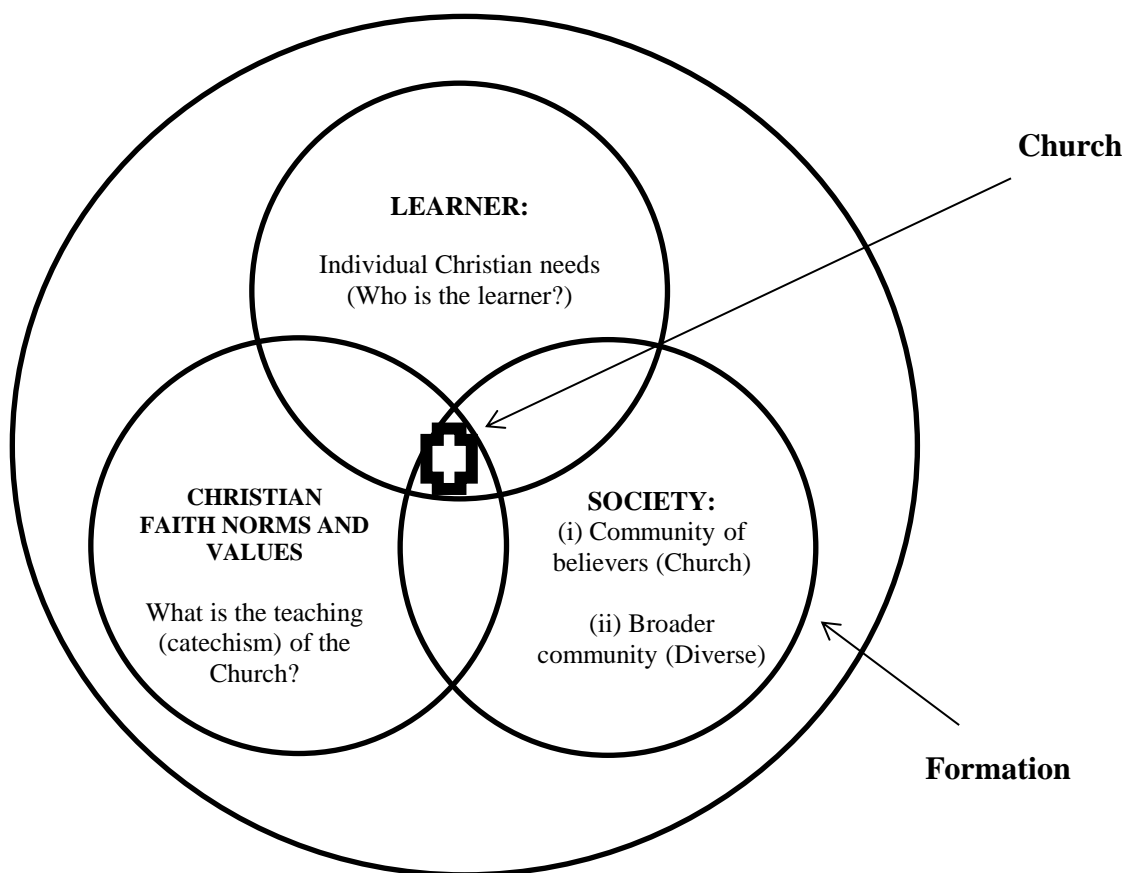 Church
LEARNER:
Individual Christian needs
(Who is the learner?)
CHRISTIAN
FAITH NORMS AND
VALUES
What is the teaching
(catechism) of the
Church?
SOCIETY:
(i) Community of
believers (Church)
(ii) Broader
community (Diverse)
Formation